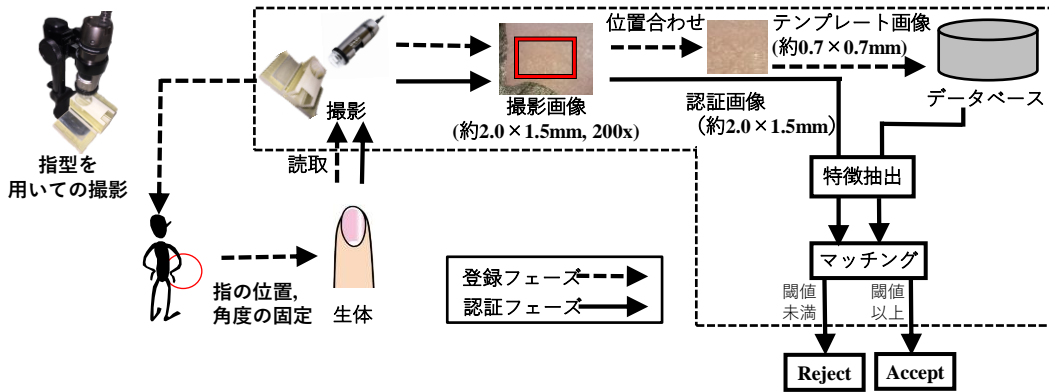 指型を
用いての撮影
撮影
読取
撮影画像
(約2.0×1.5mm, 200x)
位置合わせ
テンプレート画像
(約0.7×0.7mm)
データベース
認証画像
（約2.0×1.5mm）
特徴抽出
マッチング
閾値
未満
閾値
以上
Reject
Accept
指の位置,
角度の固定
生体
登録フェーズ
認証フェーズ